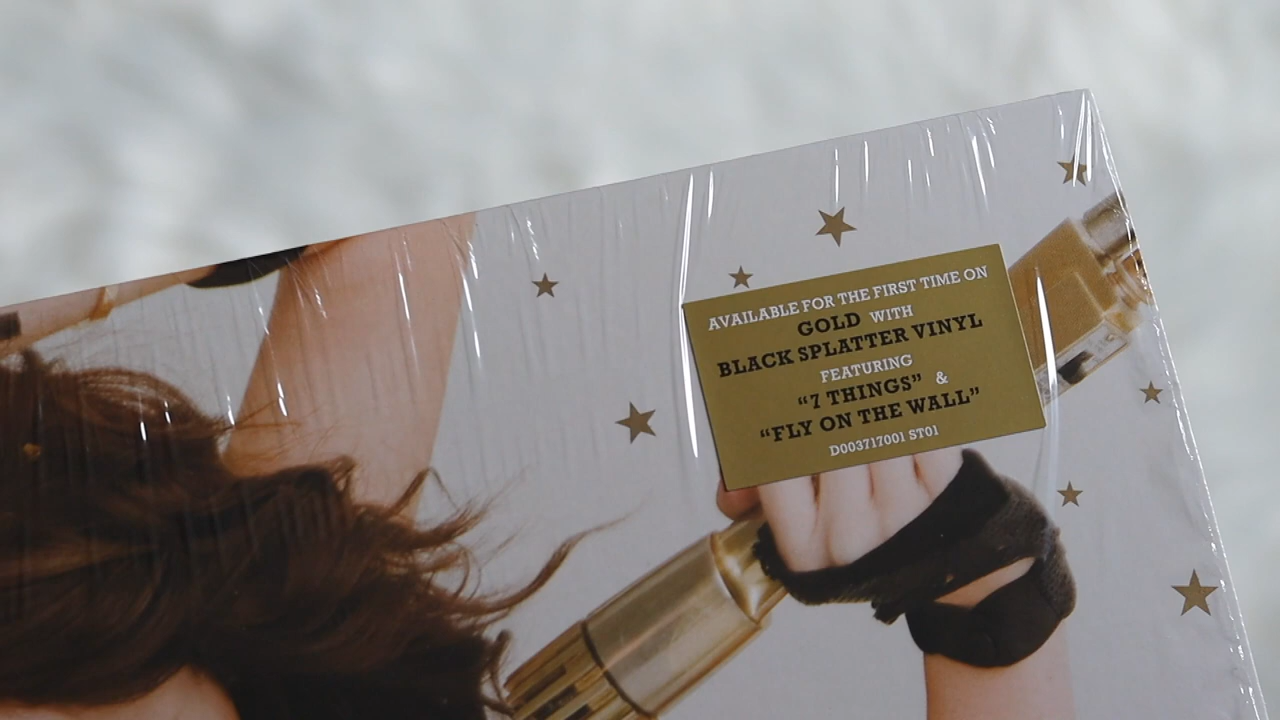 AVAILABLE FOR THE FIRST TIME ON
GOLD WITH
BLACK SPLATTER VINYL
FEATURING
“7 THINGS” &
“FLY ON THE WALL”
D003717001 ST01